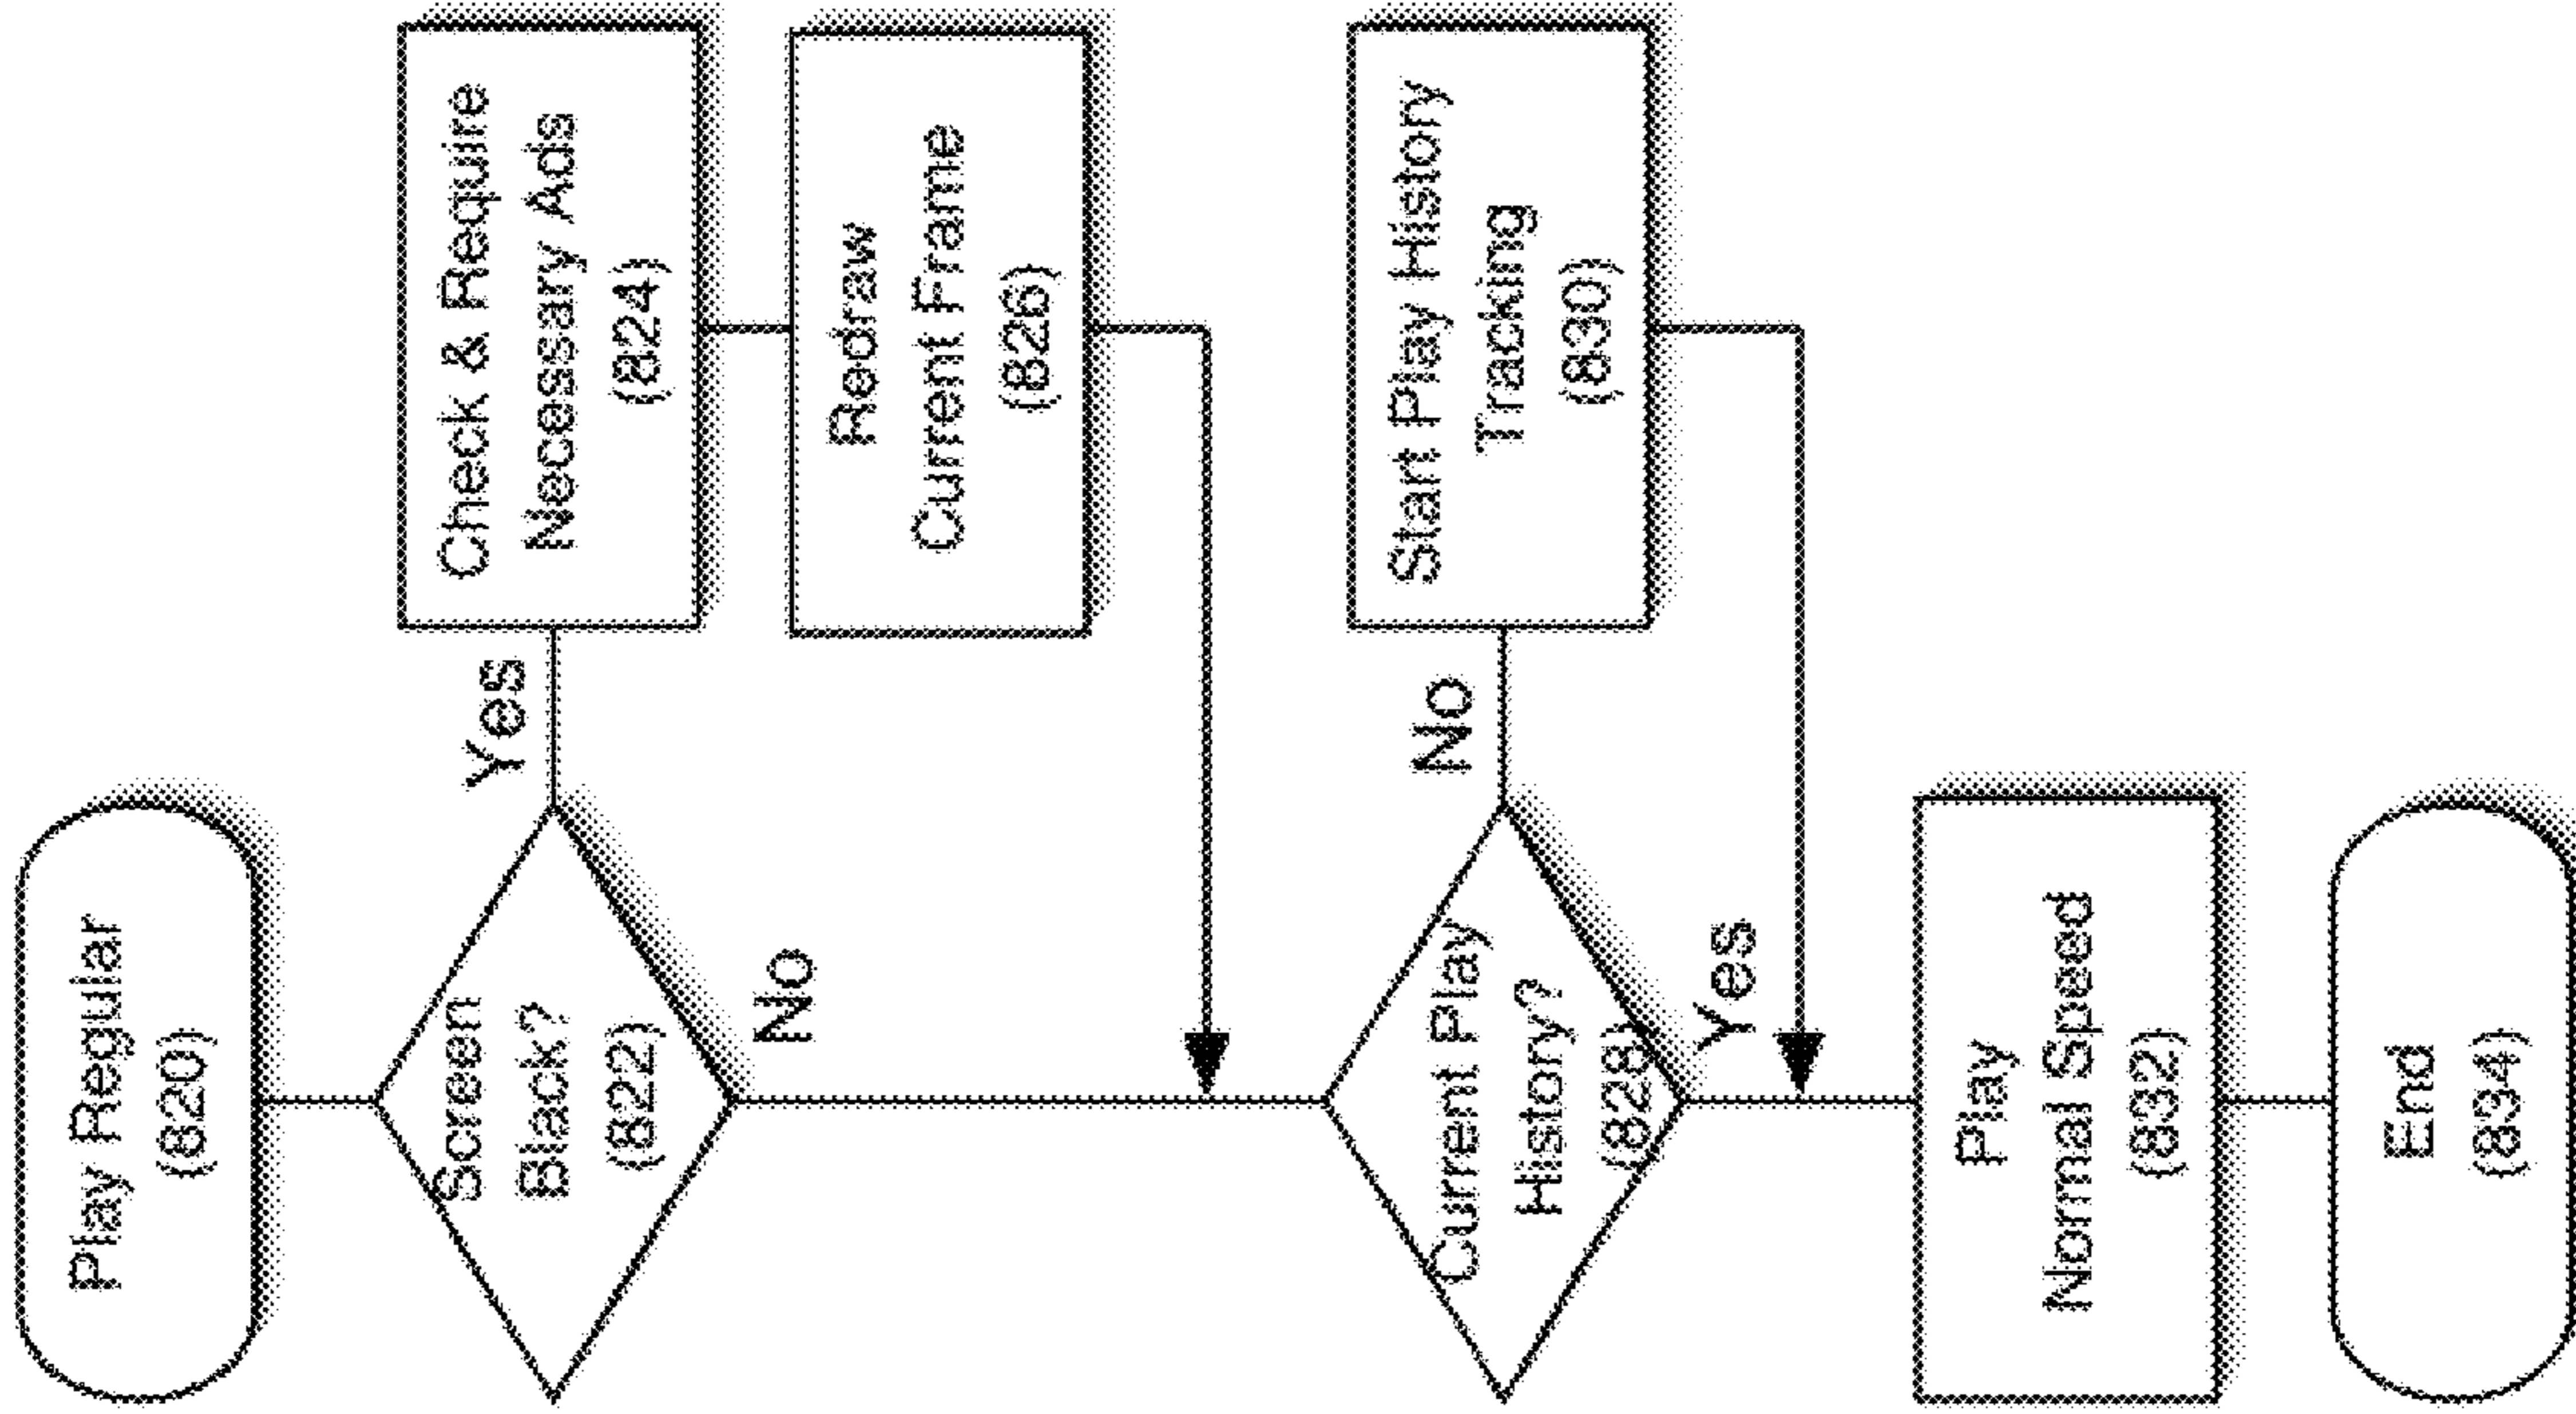 Play Regular
(820)
Screen
Black?
(822)
Yes
Check & Require
Necessary Ads
(824)
Redraw
Current Frame
(826)
No
Current Play
History?
(828)
No
Start Play History
Tracking
(830)
Yes
Play
Normal Speed
(832)
End
(834)